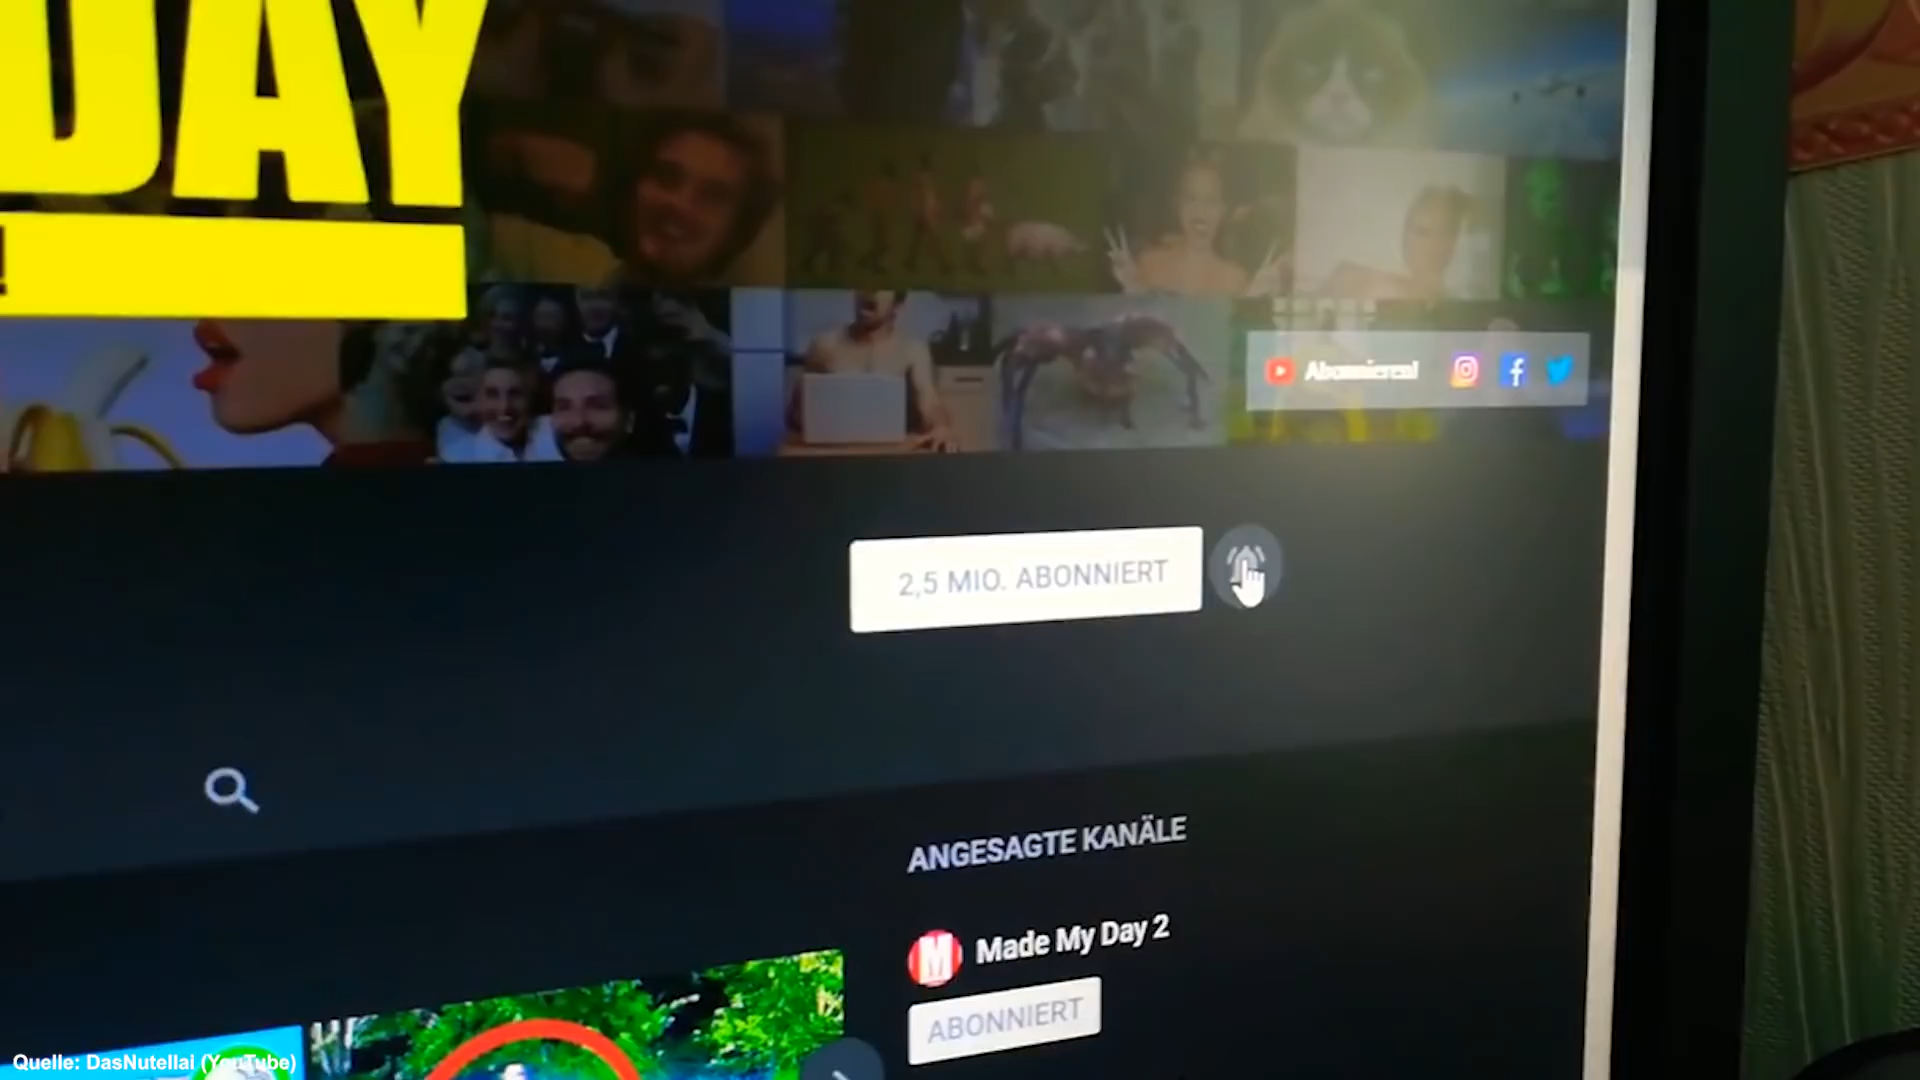 DAY
!
Abonnieren!
2,5 MIO. ABONNIERT
ANGESAGTE KANÄLE
M
Made My Day 2
ABONNIERT
Quelle: DasNutellai (YouTube)